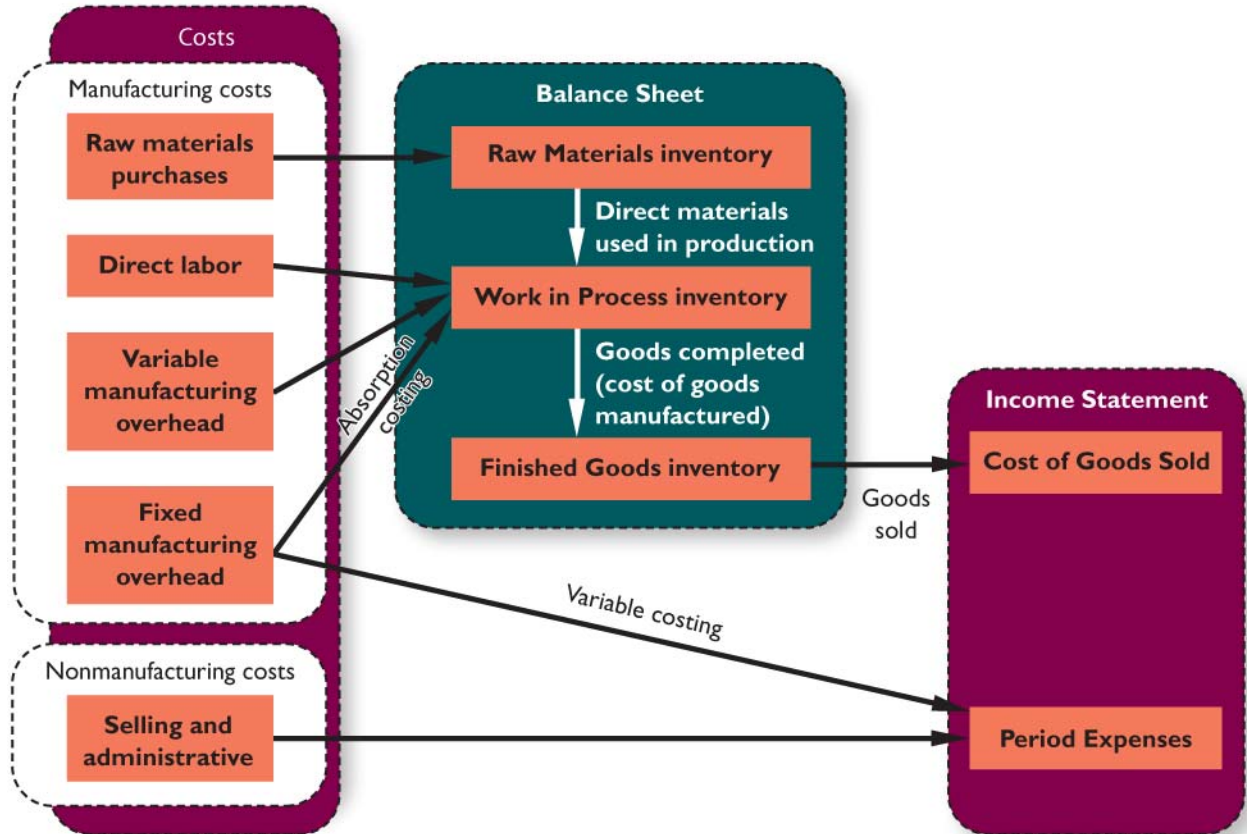 Costs
Manufacturing costs
Raw materials
purchases
Direct labor
Variable
manufacturing
overhead
Fixed
manufacturing
overhead
Nonmanufacturing costs
Selling and
administrative
Absorption
costing
Balance Sheet
Raw Materials inventory
Direct materials
used in production
Work in Process inventory
Goods completed
(cost of goods
manufactured)
Finished Goods inventory
Goods
sold
Variable costing
Income Statement
Cost of Goods Sold
Period Expenses